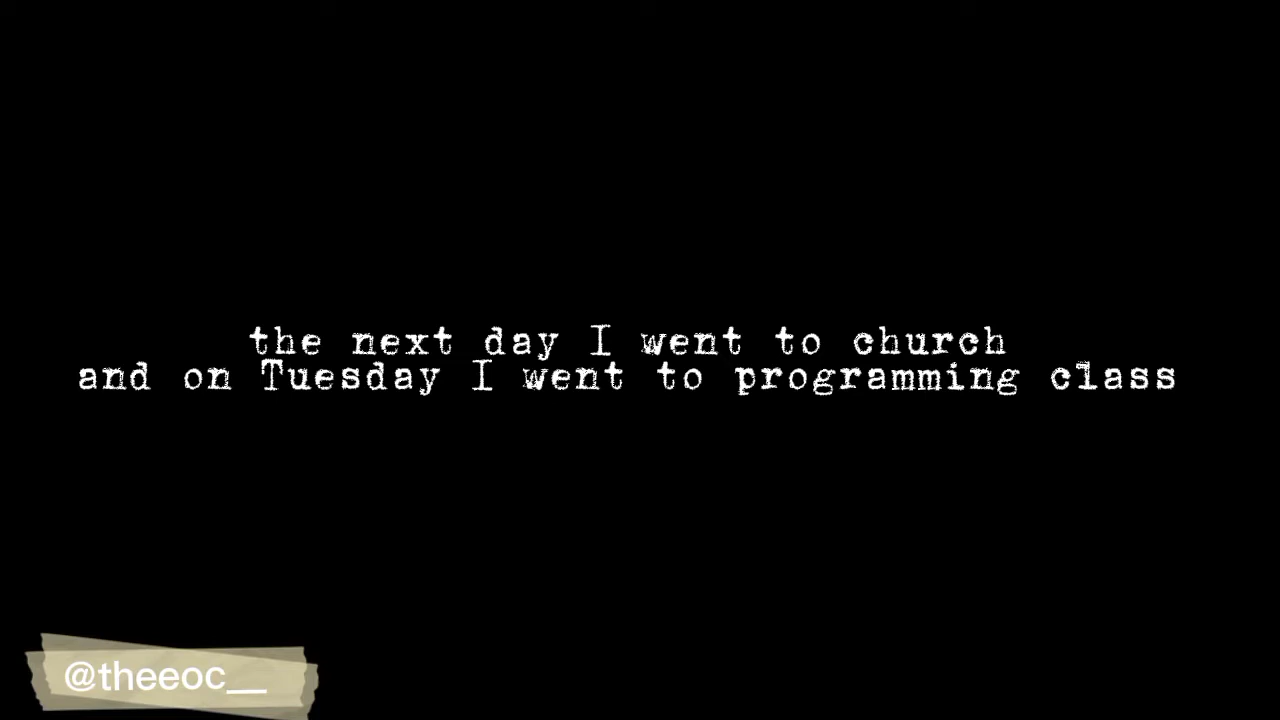 the next day I went to church
and on Tuesday I went to programming class
@theeoc__